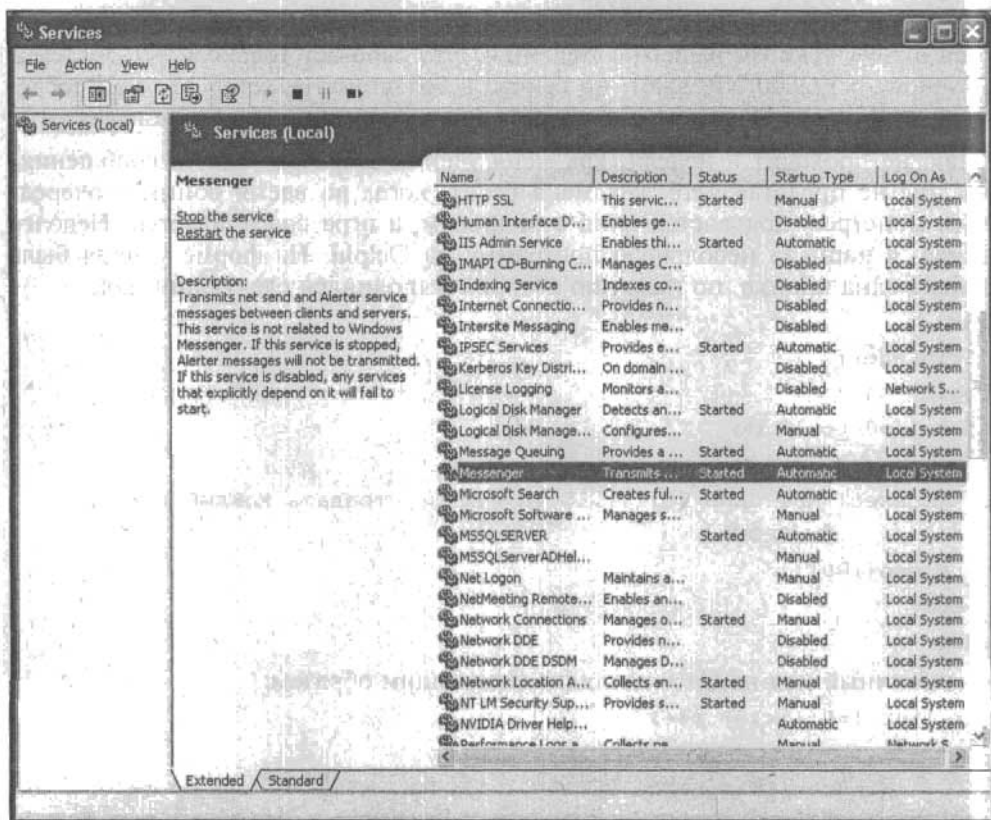 Services
File Action View Help
Services (Local)
Services (Local)
Messenger
Stop the service
Restart the service
Description:
Transmits net send and Alerter service
messages between clients and servers.
This service is not related to Windows
Messenger. If this service is stopped,
Alerter messages will not be transmitted.
If this service is disabled, any services
that explicitly depend on it will fail to
start.
Name Description Status Startup Type Log On As
HTTP SSL This servic... Started Manual Local System
Human Interface D... Enables ge... Disabled Local System
IIS Admin Service Enables thi... Started Automatic Local System
IMAPI CD-Burning C... Manages C... Disabled Local System
Indexing Service Indexes co... Disabled Local System
Internet Connectio... Provides n... Disabled Local System
Intersite Messaging Enables me... Disabled Local System
IPSEC Services Provides e... Started Automatic Local System
Kerberos Key Distri... On domain ... Disabled Local System
License Logging Monitors a... Disabled Network S...
Logical Disk Manager Detects an... Started Automatic Local System
Logical Disk Manage... Configures... Manual Local System
Message Queuing Provides a ... Started Automatic Local System
Messenger Transmits ... Started Automatic Local System
Microsoft Search Creates ful... Started Automatic Local System
Microsoft Software ... Manages s... Manual Local System
MSSQLSERVER Started Automatic Local System
MSSQLServerADHel... Manual Local System
Net Logon Maintains a... Manual Local System
NetMeeting Remote... Enables an... Disabled Local System
Network Connections Manages o... Started Manual Local System
Network DDE Provides n... Disabled Local System
Network DDE DSDM Manages D... Disabled Local System
Network Location A... Collects an... Started Manual Local System
NT LM Security Sup... Provides s... Started Manual Local System
NVIDIA Driver Help... Automatic Local System
Performance Logs a... Collects pe... Manual Network S...
Extended Standard